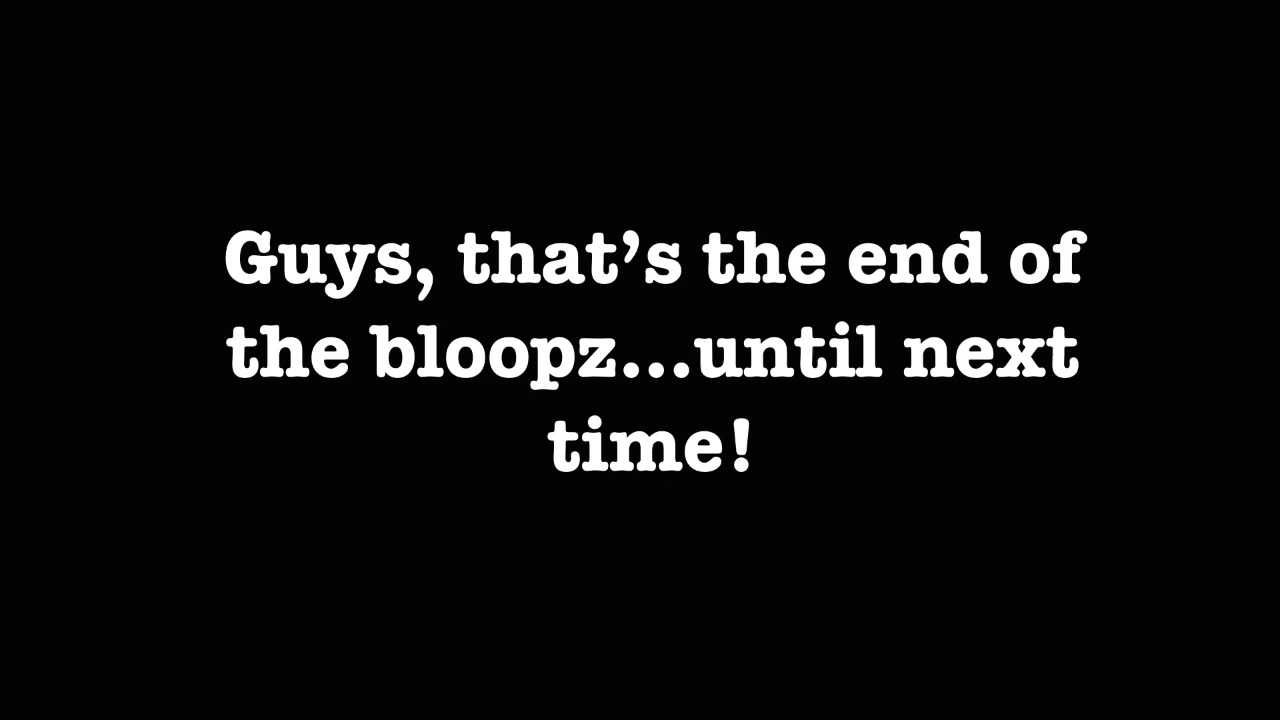 Guys, that’s the end of
the bloopz...until next
time!